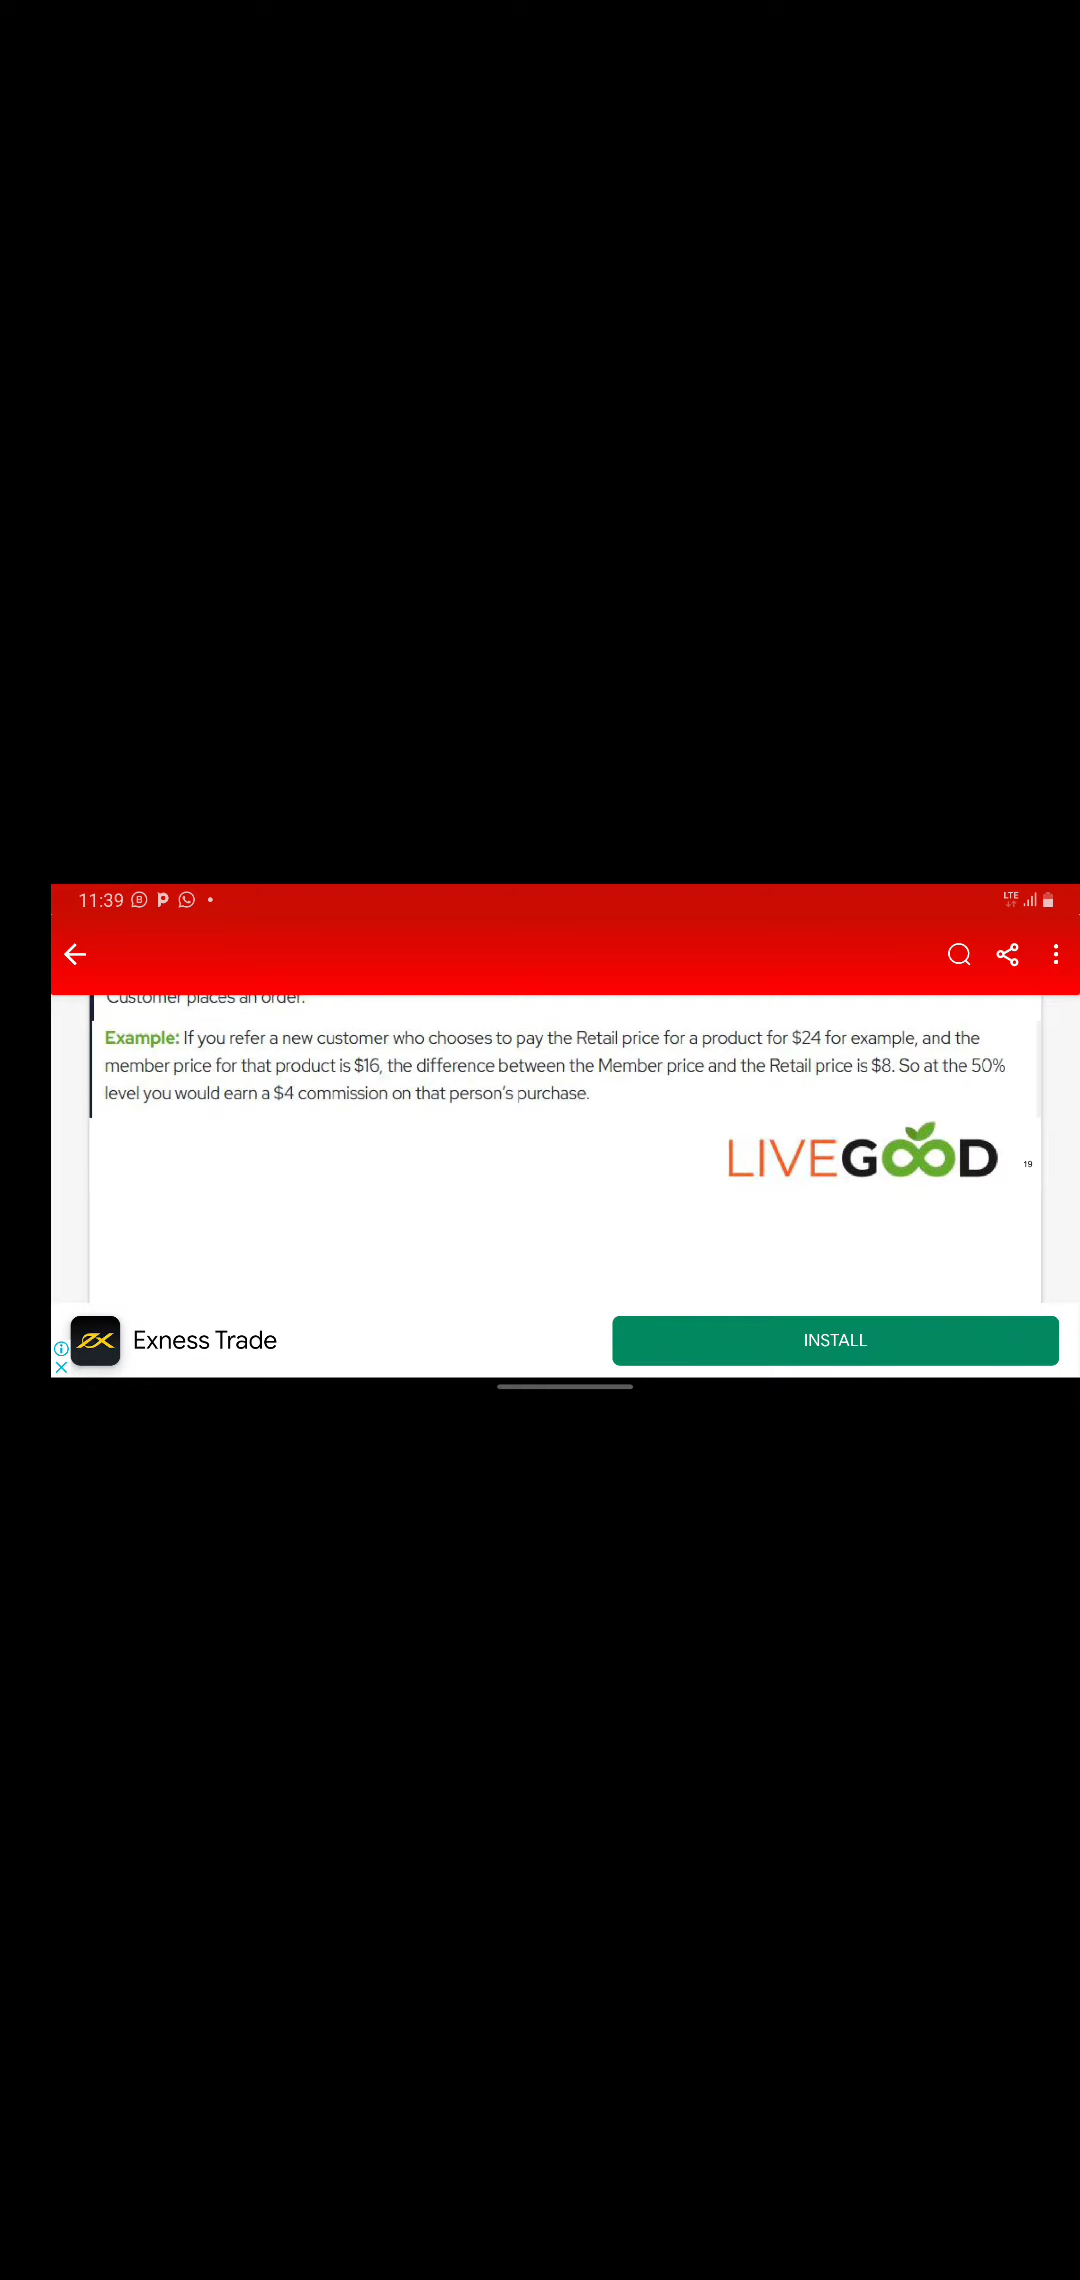 11:39
LTE
Customer places an order.
Example: If you refer a new customer who chooses to pay the Retail price for a product for $24 for example, and the
member price for that product is $16, the difference between the Member price and the Retail price is $8. So at the 50%
level you would earn a $4 commission on that person's purchase.
LIVEGOOD
19
Exness Trade
INSTALL